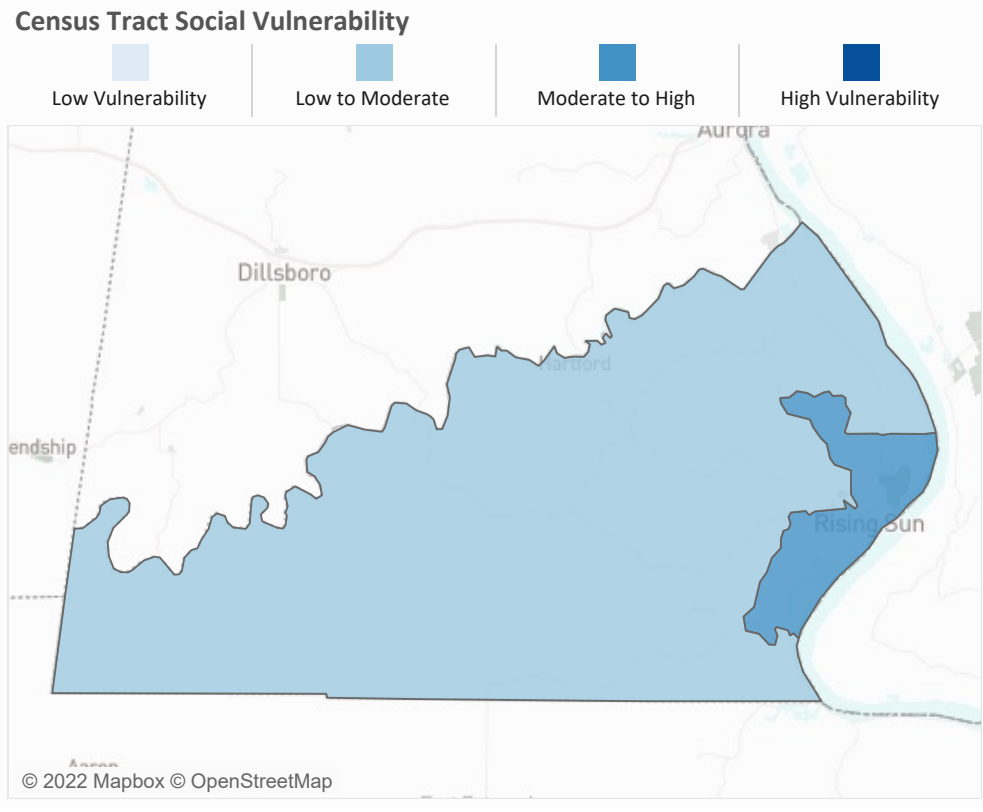 Census Tract Social Vulnerability
Low Vulnerability
Low to Moderate
Moderate to High
High Vulnerability
Aurora
Dillsboro
Hartford
endship
Rising Sun
© 2022 Mapbox © OpenStreetMap